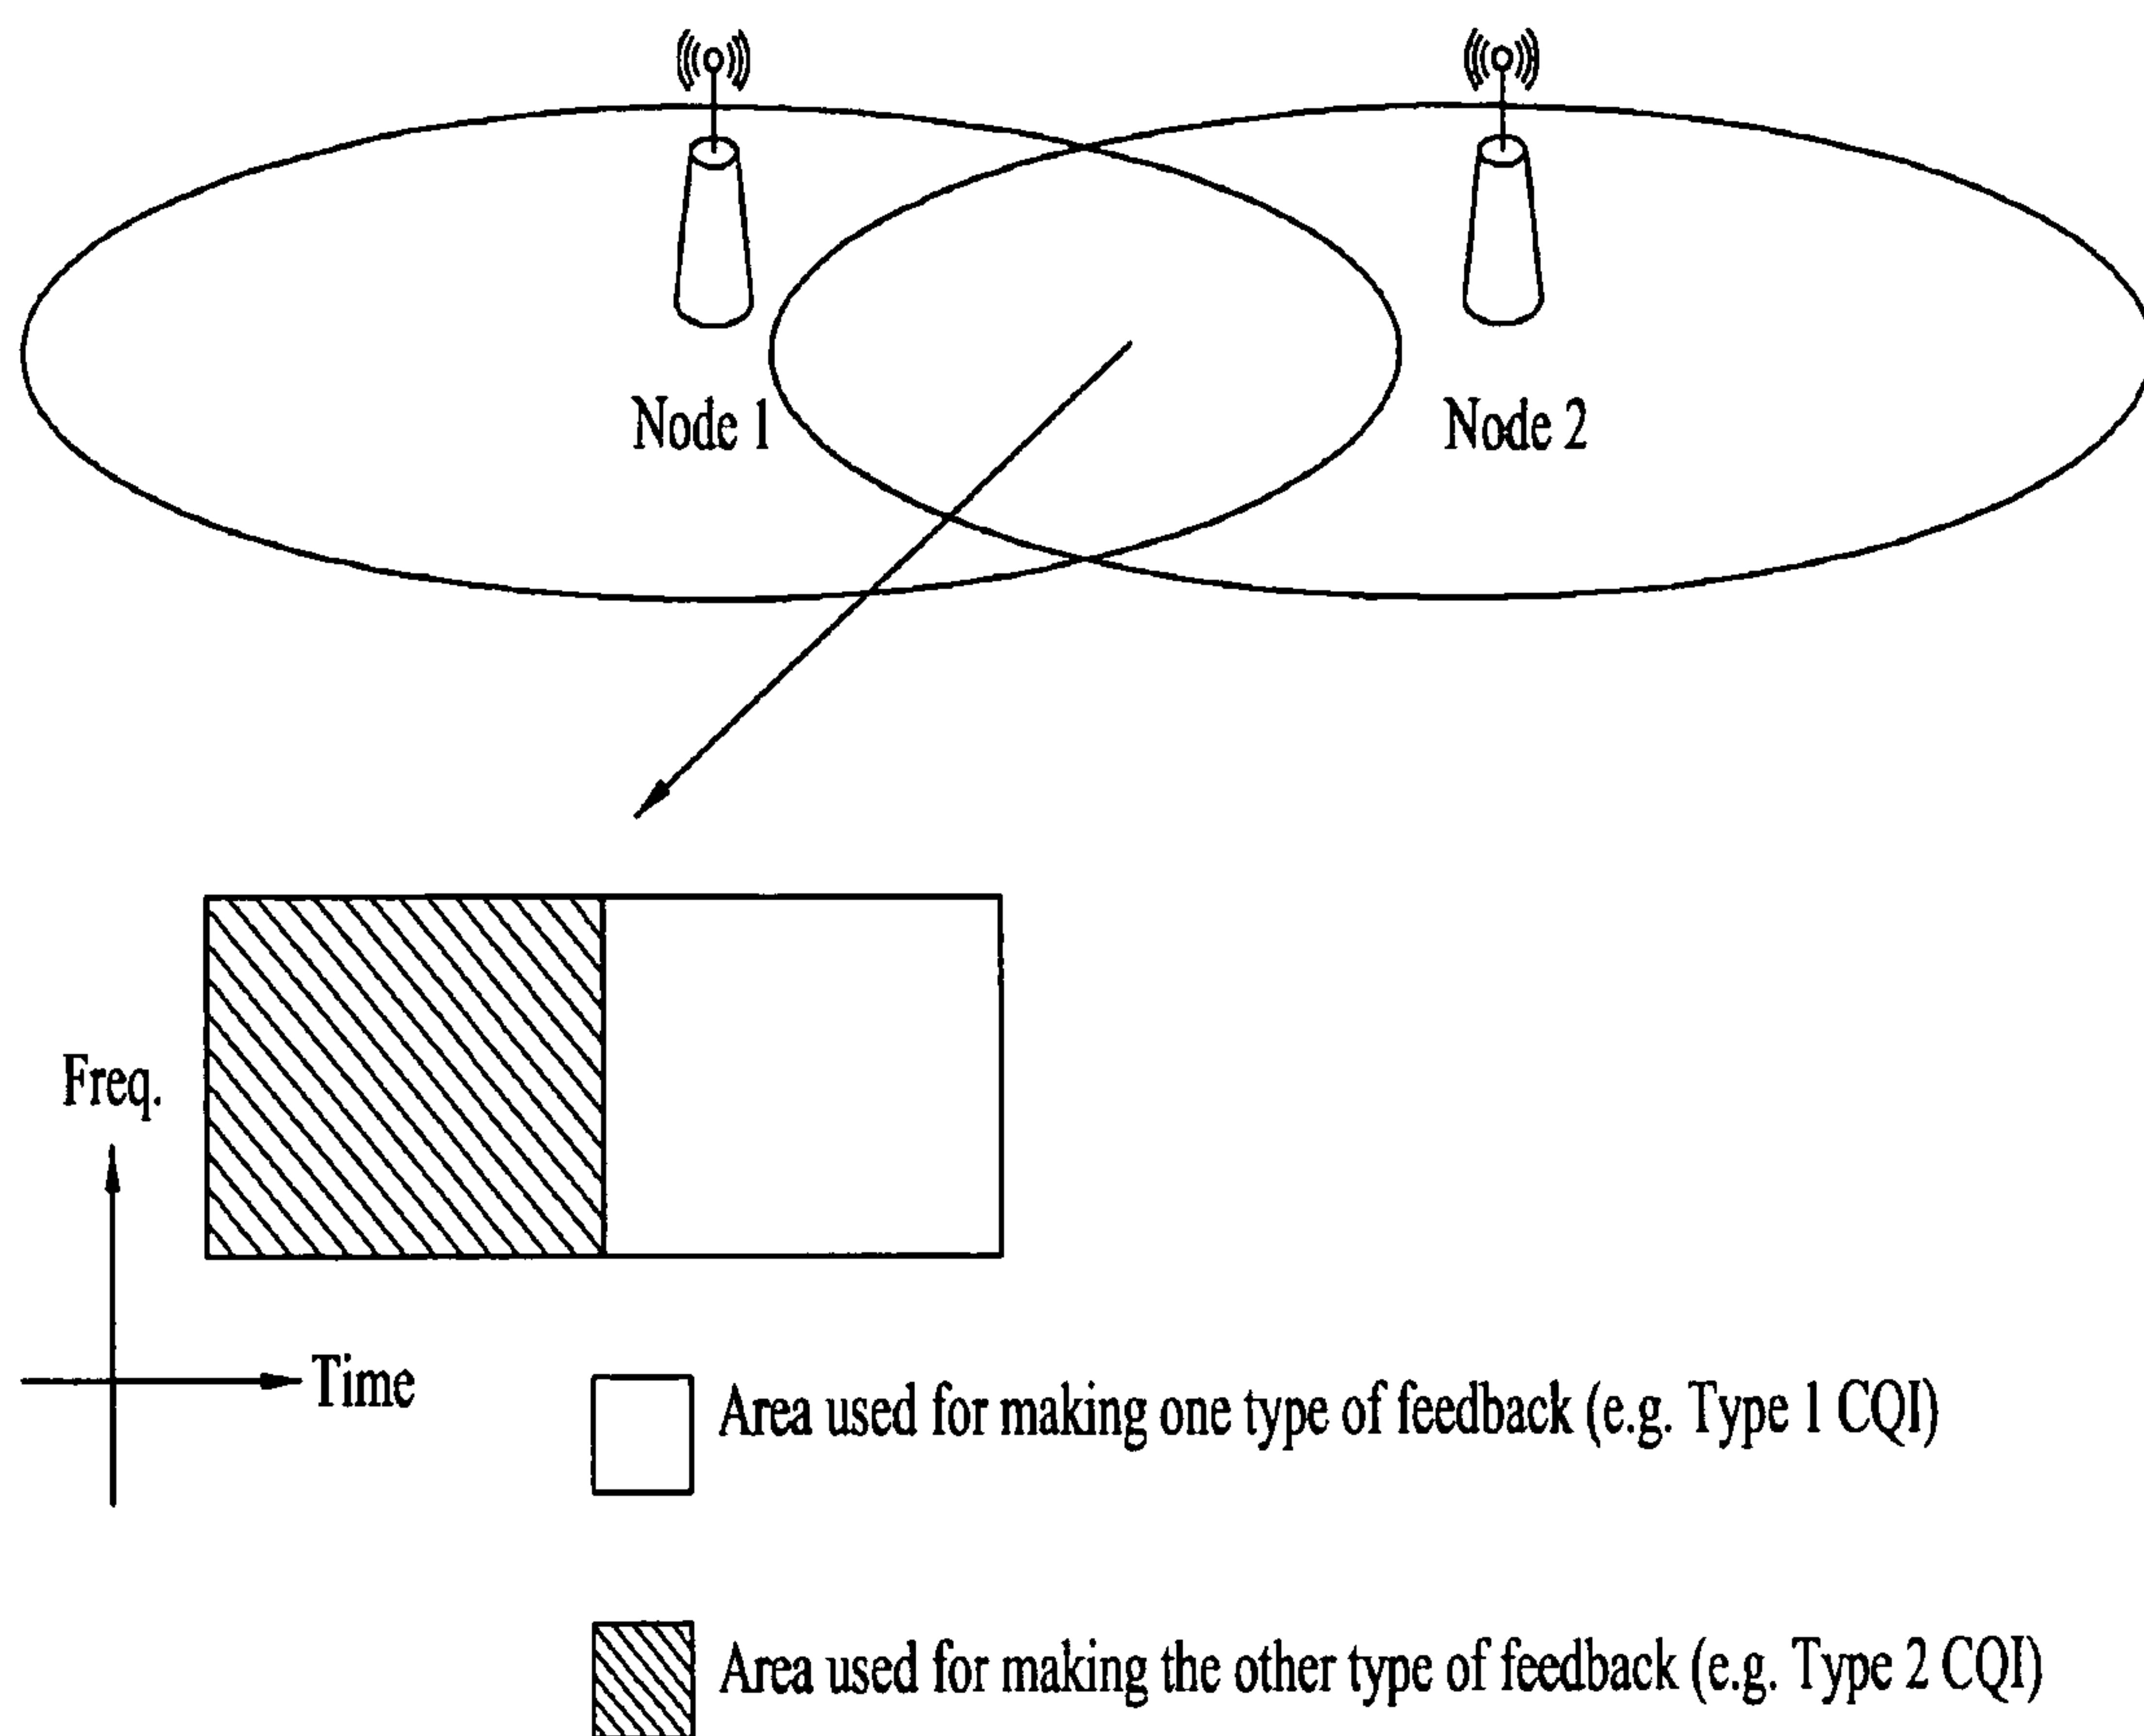 Node 1
Node 2
Freq.
Time
Area used for making one type of feedback (e.g. Type 1 CQI)
Area used for making the other type of feedback (e.g. Type 2 CQI)